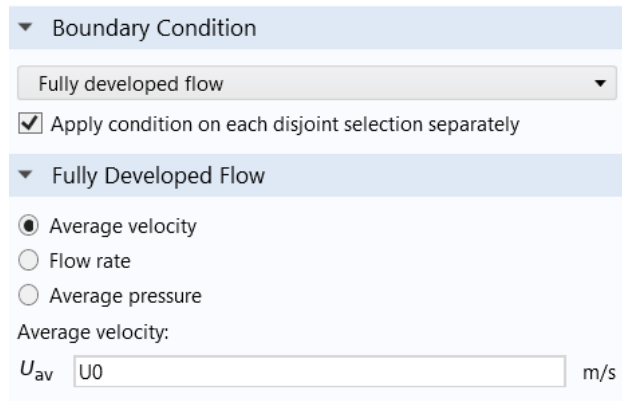 Boundary Condition
Fully developed flow
Apply condition on each disjoint selection separately
Fully Developed Flow
Average velocity
Flow rate
Average pressure
Average velocity:
Uav U0 m/s